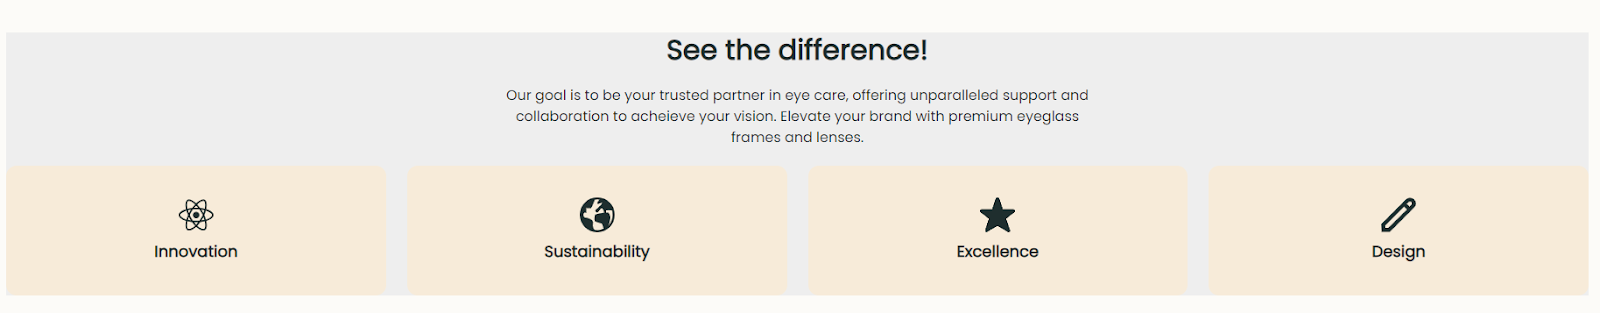 See the difference!
Our goal is to be your trusted partner in eye care, offering unparalleled support and
collaboration to acheieve your vision. Elevate your brand with premium eyeglass
frames and lenses.
Innovation
Sustainability
Excellence
Design